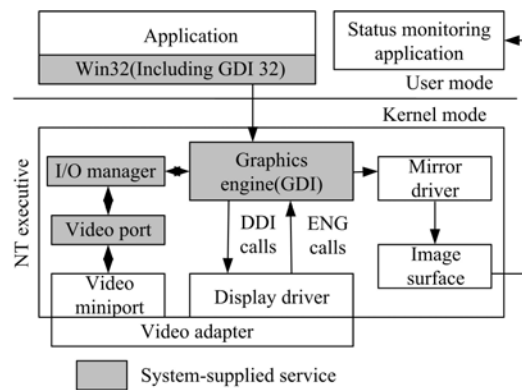 Application
Win32(Including GDI 32)
Status monitoring
application
User mode
Kernel mode
NT executive
I/O manager
Graphics
engine(GDI)
Mirror
driver
Video port
DDI
calls
ENG
calls
Image
surface
Video
miniport
Display driver
Video adapter
System-supplied service